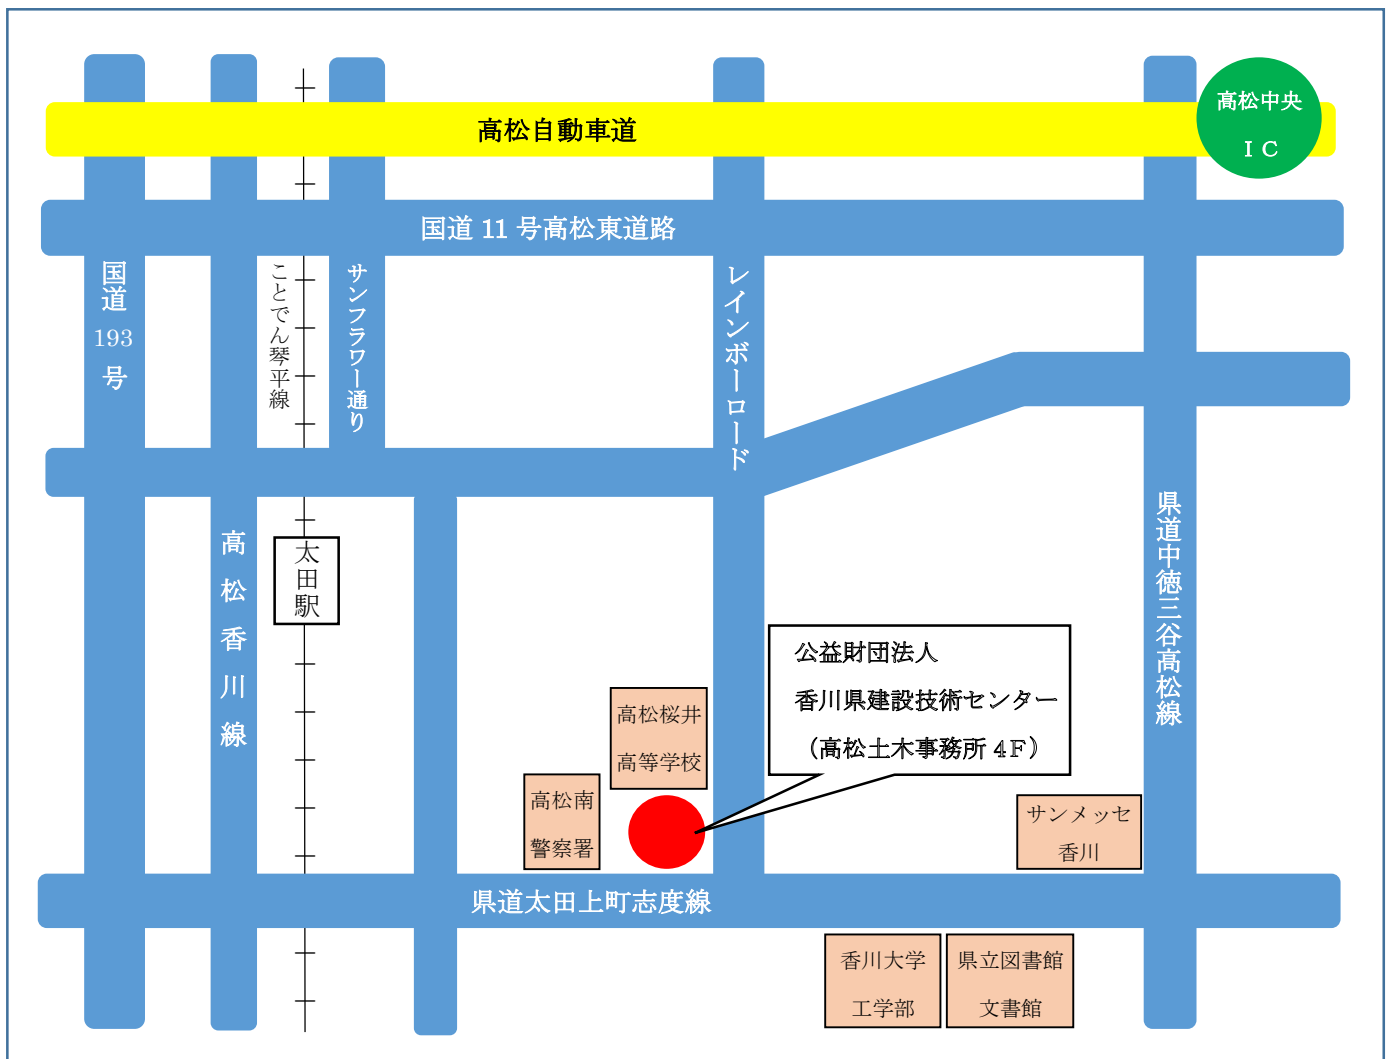 高松中央
ＩＣ
高松自動車道
国道 11 号高松東道路
国道
193
号
ことでん琴平線
サンフラワー通り
レインボーロード
高松香川線
太田駅
県道中徳三谷高松線
公益財団法人
香川県建設技術センター
（高松土木事務所 4F）
高松桜井
高等学校
高松南
警察署
サンメッセ
香川
県道太田上町志度線
香川大学
工学部
県立図書館
文書館